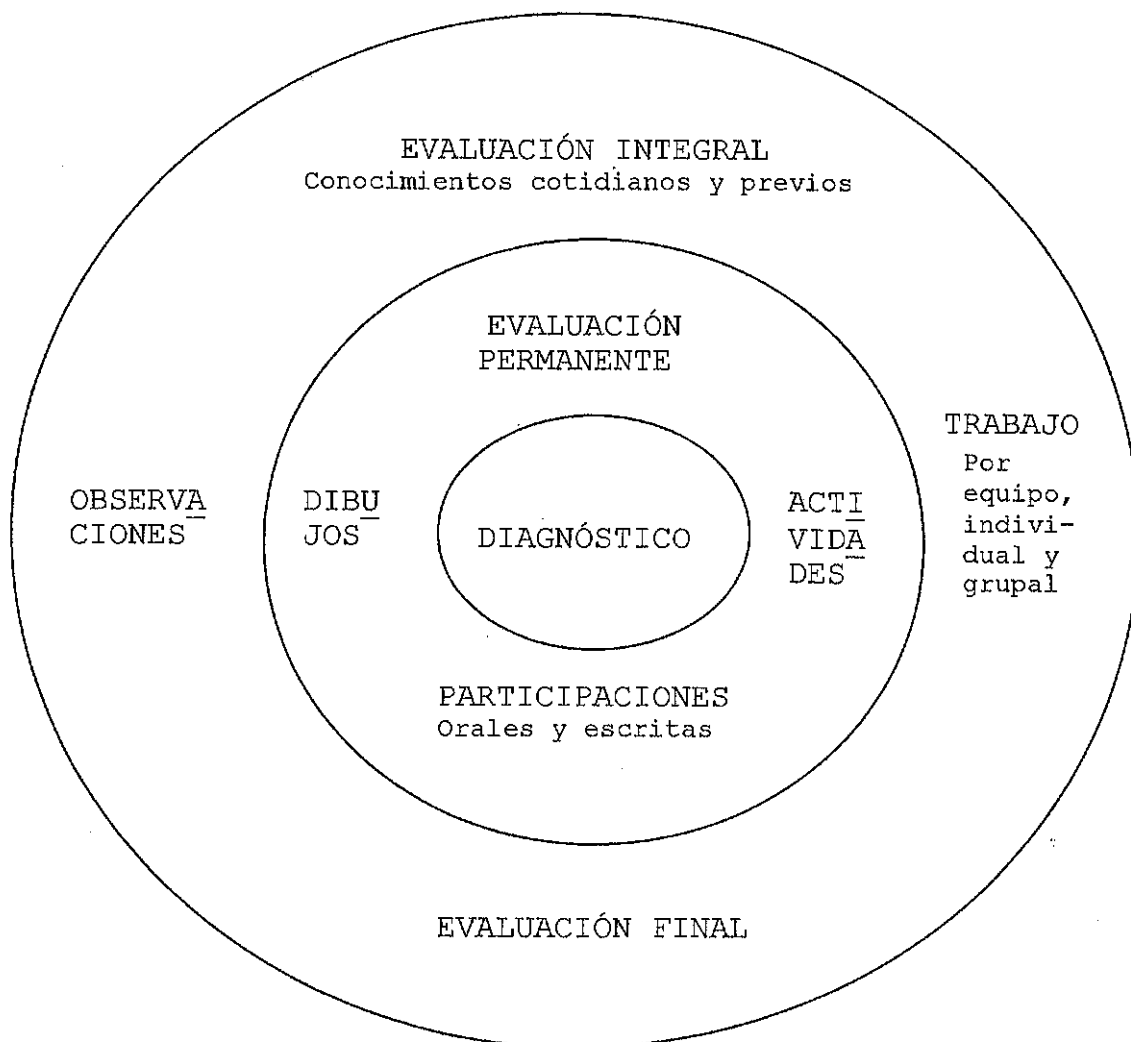 EVALUACIÓN INTEGRAL
Conocimientos cotidianos y previos
EVALUACIÓN
PERMANENTE
OBSERVA
CIONES
DIBU
JOS
DIAGNÓSTICO
ACTI
VIDA
DES
TRABAJO
Por
equipo,
indivi-
dual y
grupal
PARTICIPACIONES
Orales y escritas
EVALUACIÓN FINAL